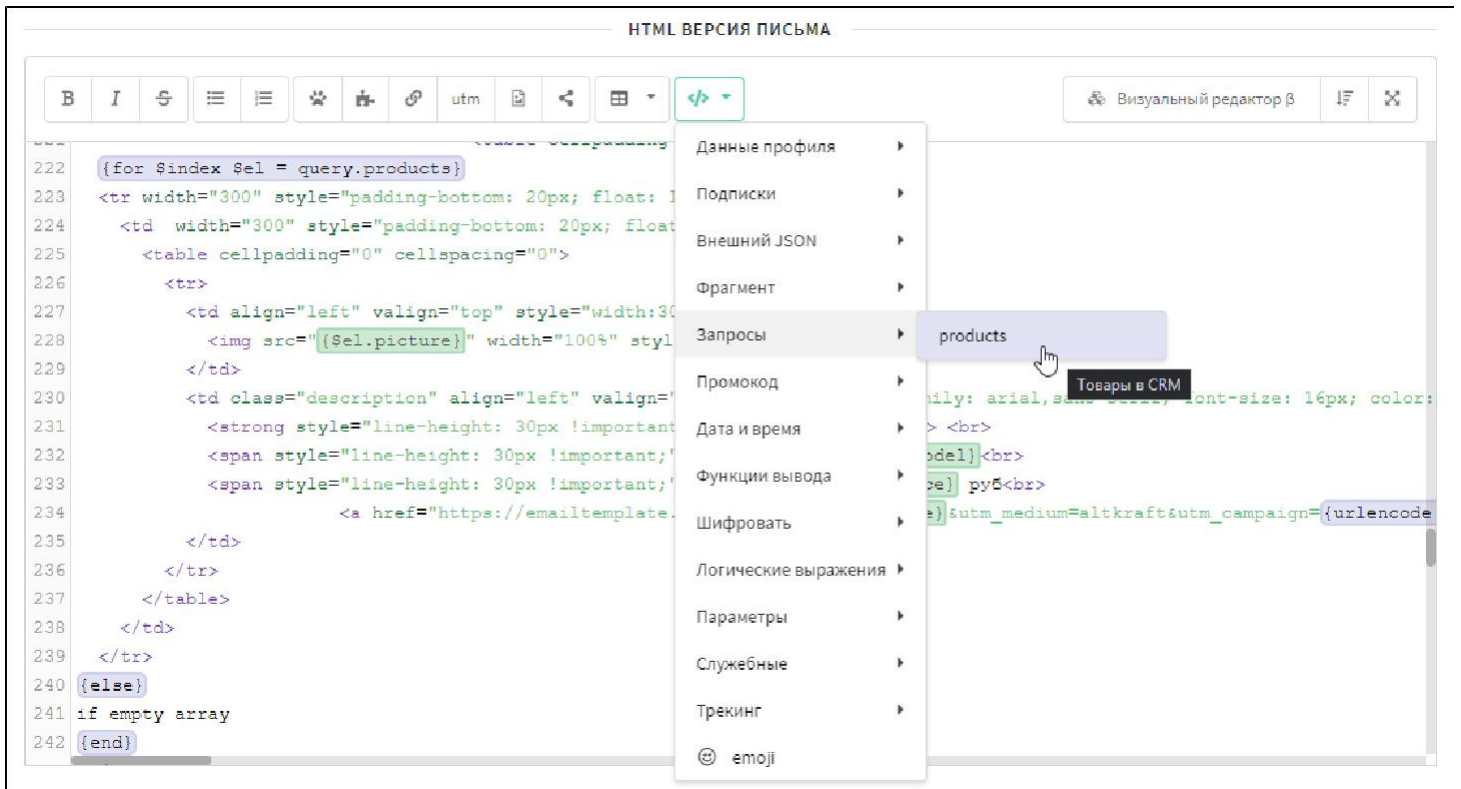 HTML ВЕРСИЯ ПИСЬМА
B I S utm </> Визуальный редактор β
222 {for $index $el = query.products}
223 <tr width="300" style="padding-bottom: 20px; float:
224 <td width="300" style="padding-bottom: 20px; float
225 <table cellpadding="0" cellspacing="0">
226 <tr>
227 <td align="left" valign="top" style="width:30
228 <img src="{$el.picture}" width="100%" styl
229 </td>
230 <td class="description" align="left" valign=" ily: arial, font-size: 16px; color:
231 <strong style="line-height: 30px !important > <br>
232 <span style="line-height: 30px !important;" odel}<br>
233 <span style="line-height: 30px !important;" ce} руб<br>
234 <a href="https://emailtemplate. e}&utm_medium=altkraft&utm_campaign={urlencode
235 </td>
236 </tr>
237 </table>
238 </td>
239 </tr>
240 {else}
241 if empty array
242 {end}
Данные профиля
Подписки
Внешний JSON
Фрагмент
Запросы
products
Товары в CRM
Промокод
Дата и время
Функции вывода
Шифровать
Логические выражения
Параметры
Служебные
Трекинг
emoji